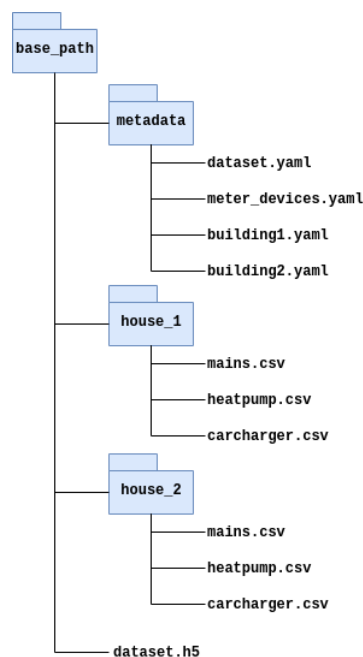 base_path
metadata
dataset.yaml
meter_devices.yaml
building1.yaml
building2.yaml
house_1
mains.csv
heatpump.csv
carcharger.csv
house_2
mains.csv
heatpump.csv
carcharger.csv
dataset.h5